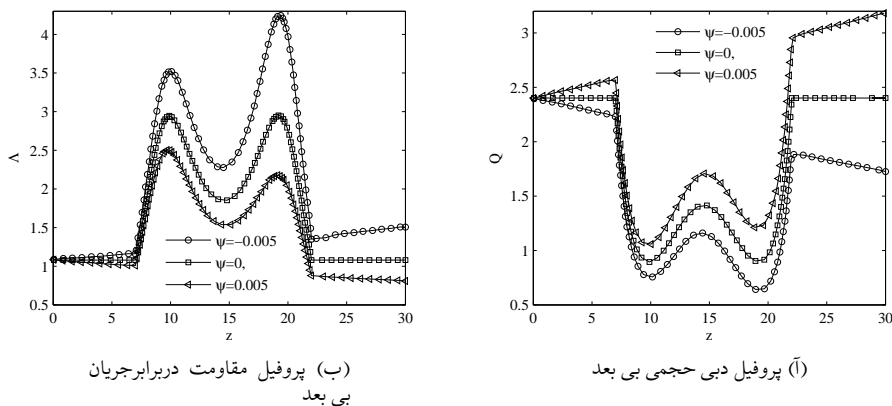 Λ
4
3.5
3
2.5
2
1.5
1
0.5
0
5
10
15
20
25
30
z
ψ=−0.005
ψ=0,
ψ=0.005
(ب) پروفیل مقاومت دربرابرجریان
بی بعد
Q
3
2.5
2
1.5
1
0.5
0
5
10
15
20
25
30
z
ψ=−0.005
ψ=0,
ψ=0.005
(آ) پروفیل دبی حجمی بی بعد